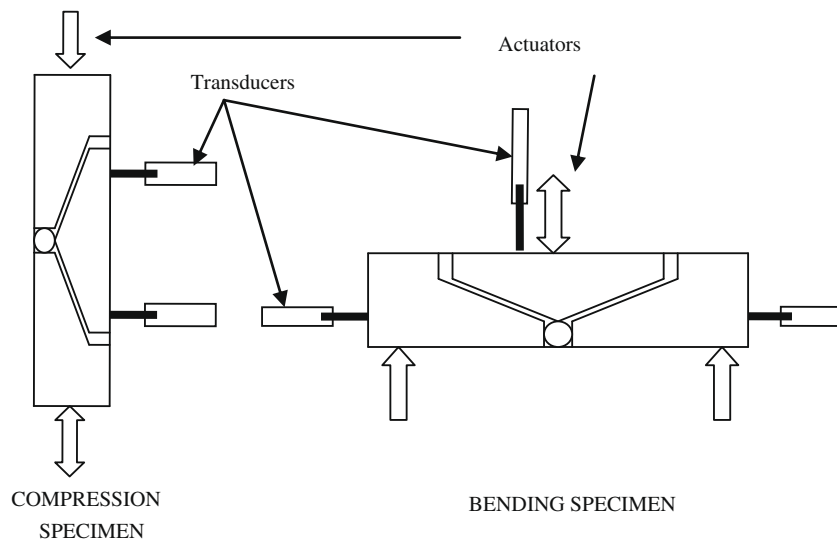 Actuators
Transducers
COMPRESSION
SPECIMEN
BENDING SPECIMEN